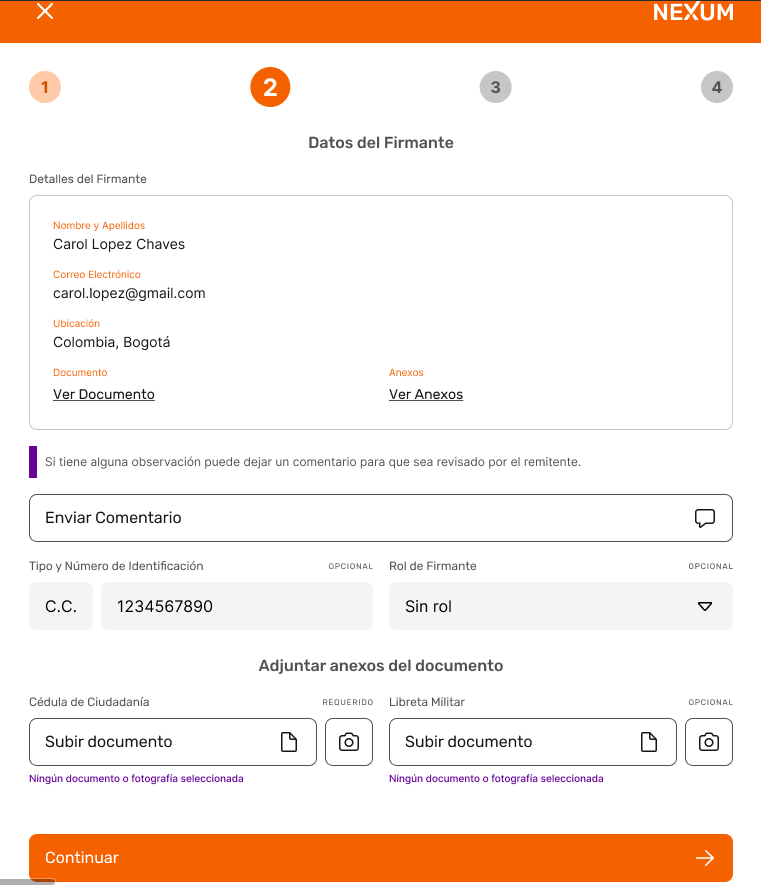 NEXUM
1 2 3 4
Datos del Firmante
Detalles del Firmante
Nombre y Apellidos
Carol Lopez Chaves
Correo Electrónico
carol.lopez@gmail.com
Ubicación
Colombia, Bogotá
Documento Anexos
Ver Documento Ver Anexos
Si tiene alguna observación puede dejar un comentario para que sea revisado por el remitente.
Enviar Comentario
Tipo y Número de Identificación OPCIONAL Rol de Firmante OPCIONAL
C.C. 1234567890 Sin rol
Adjuntar anexos del documento
Cédula de Ciudadanía REQUERIDO Libreta Militar OPCIONAL
Subir documento Subir documento
Ningún documento o fotografía seleccionada Ningún documento o fotografía seleccionada
Continuar